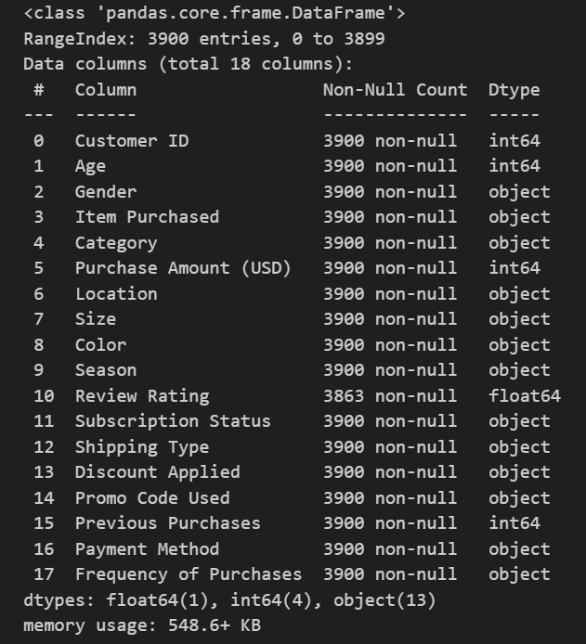 <class 'pandas.core.frame.DataFrame'>
RangeIndex: 3900 entries, 0 to 3899
Data columns (total 18 columns):
 #   Column                  Non-Null Count  Dtype
---  ------                  --------------  -----
 0   Customer ID             3900 non-null   int64
 1   Age                     3900 non-null   int64
 2   Gender                  3900 non-null   object
 3   Item Purchased          3900 non-null   object
 4   Category                3900 non-null   object
 5   Purchase Amount (USD)   3900 non-null   int64
 6   Location                3900 non-null   object
 7   Size                    3900 non-null   object
 8   Color                   3900 non-null   object
 9   Season                  3900 non-null   object
 10  Review Rating           3863 non-null   float64
 11  Subscription Status     3900 non-null   object
 12  Shipping Type           3900 non-null   object
 13  Discount Applied        3900 non-null   object
 14  Promo Code Used         3900 non-null   object
 15  Previous Purchases      3900 non-null   int64
 16  Payment Method          3900 non-null   object
 17  Frequency of Purchases  3900 non-null   object
dtypes: float64(1), int64(4), object(13)
memory usage: 548.6+ KB